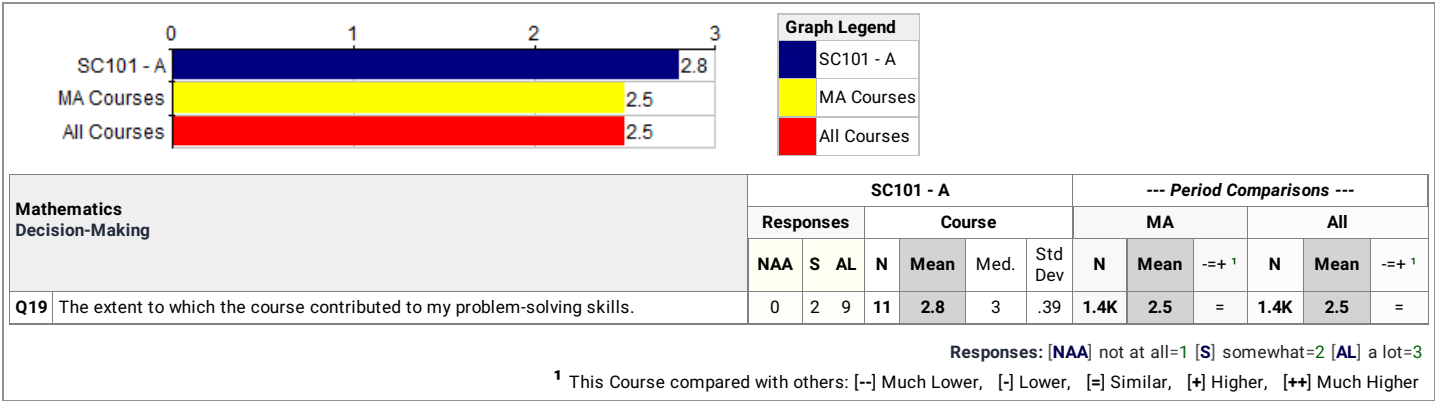 0 1 2 3
SC101 - A 2.8
MA Courses 2.5
All Courses 2.5
Graph Legend
SC101 - A
MA Courses
All Courses
Mathematics
Decision-Making
SC101 - A --- Period Comparisons ---
Responses Course MA All
NAA S AL N Mean Med. Std Dev N Mean -=+ ¹ N Mean -=+ ¹
Q19 The extent to which the course contributed to my problem-solving skills. 0 2 9 11 2.8 3 .39 1.4K 2.5 = 1.4K 2.5 =
Responses: [NAA] not at all=1 [S] somewhat=2 [AL] a lot=3
¹ This Course compared with others: [--] Much Lower, [-] Lower, [=] Similar, [+] Higher, [++] Much Higher